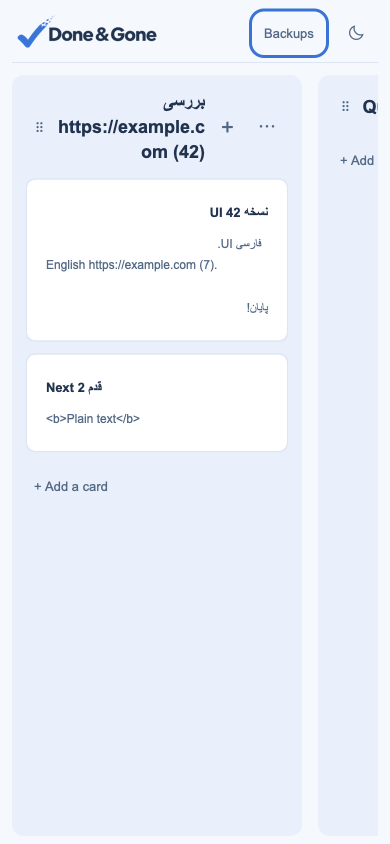 Done & Gone
Backups
بررسی
https://example.c
om (42)
+
...
Q
+ Add
نسخه UI 42
فارسی UI.
English https://example.com (7).
پایان!
Next 2 قدم
<b>Plain text</b>
+ Add a card